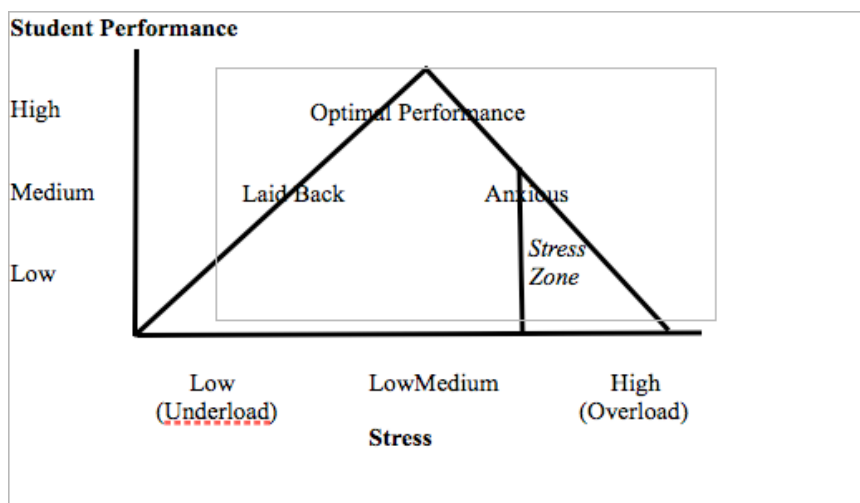 Student Performance
High
Optimal Performance
Medium
Laid Back
Anxious
Stress
Zone
Low
Low
(Underload)
LowMedium
High
(Overload)
Stress